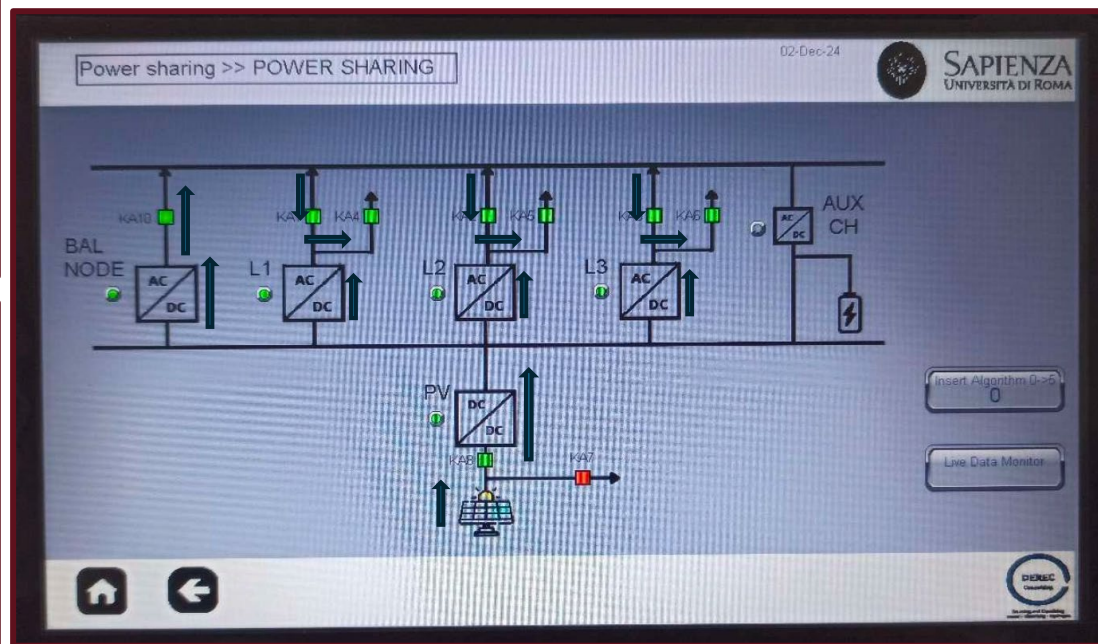 Power sharing >> POWER SHARING
02-Dec-24
SAPIENZA
UNIVERSITÀ DI ROMA
KA10
KA4
KA5
KA6
AUX
CH
AC
DC
BAL
NODE
AC
DC
L1
AC
DC
L2
AC
DC
L3
AC
DC
PV
DC
DC
KA8
KA7
Insert Algorithm 0->5
0
Live Data Monitor
DEREC